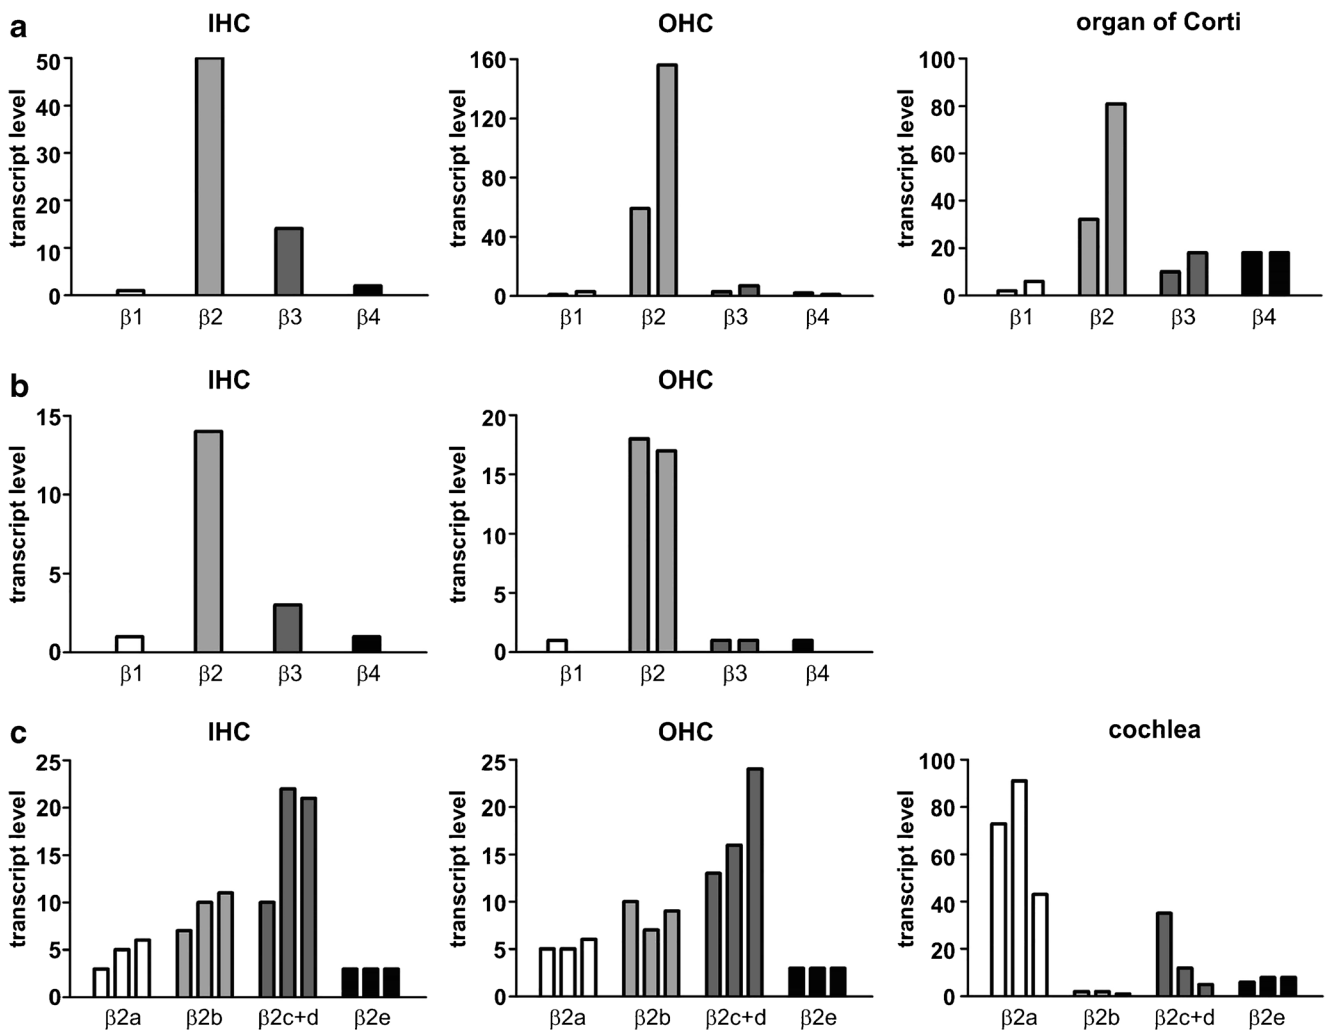 a
IHC
transcript level
50
40
30
20
10
0
β1 β2 β3 β4
OHC
transcript level
160
120
80
40
0
β1 β2 β3 β4
organ of Corti
transcript level
100
80
60
40
20
0
β1 β2 β3 β4
b
IHC
transcript level
15
10
5
0
β1 β2 β3 β4
OHC
transcript level
20
15
10
5
0
β1 β2 β3 β4
c
IHC
transcript level
25
20
15
10
5
0
β2a β2b β2c+d β2e
OHC
transcript level
25
20
15
10
5
0
β2a β2b β2c+d β2e
cochlea
transcript level
100
80
60
40
20
0
β2a β2b β2c+d β2e